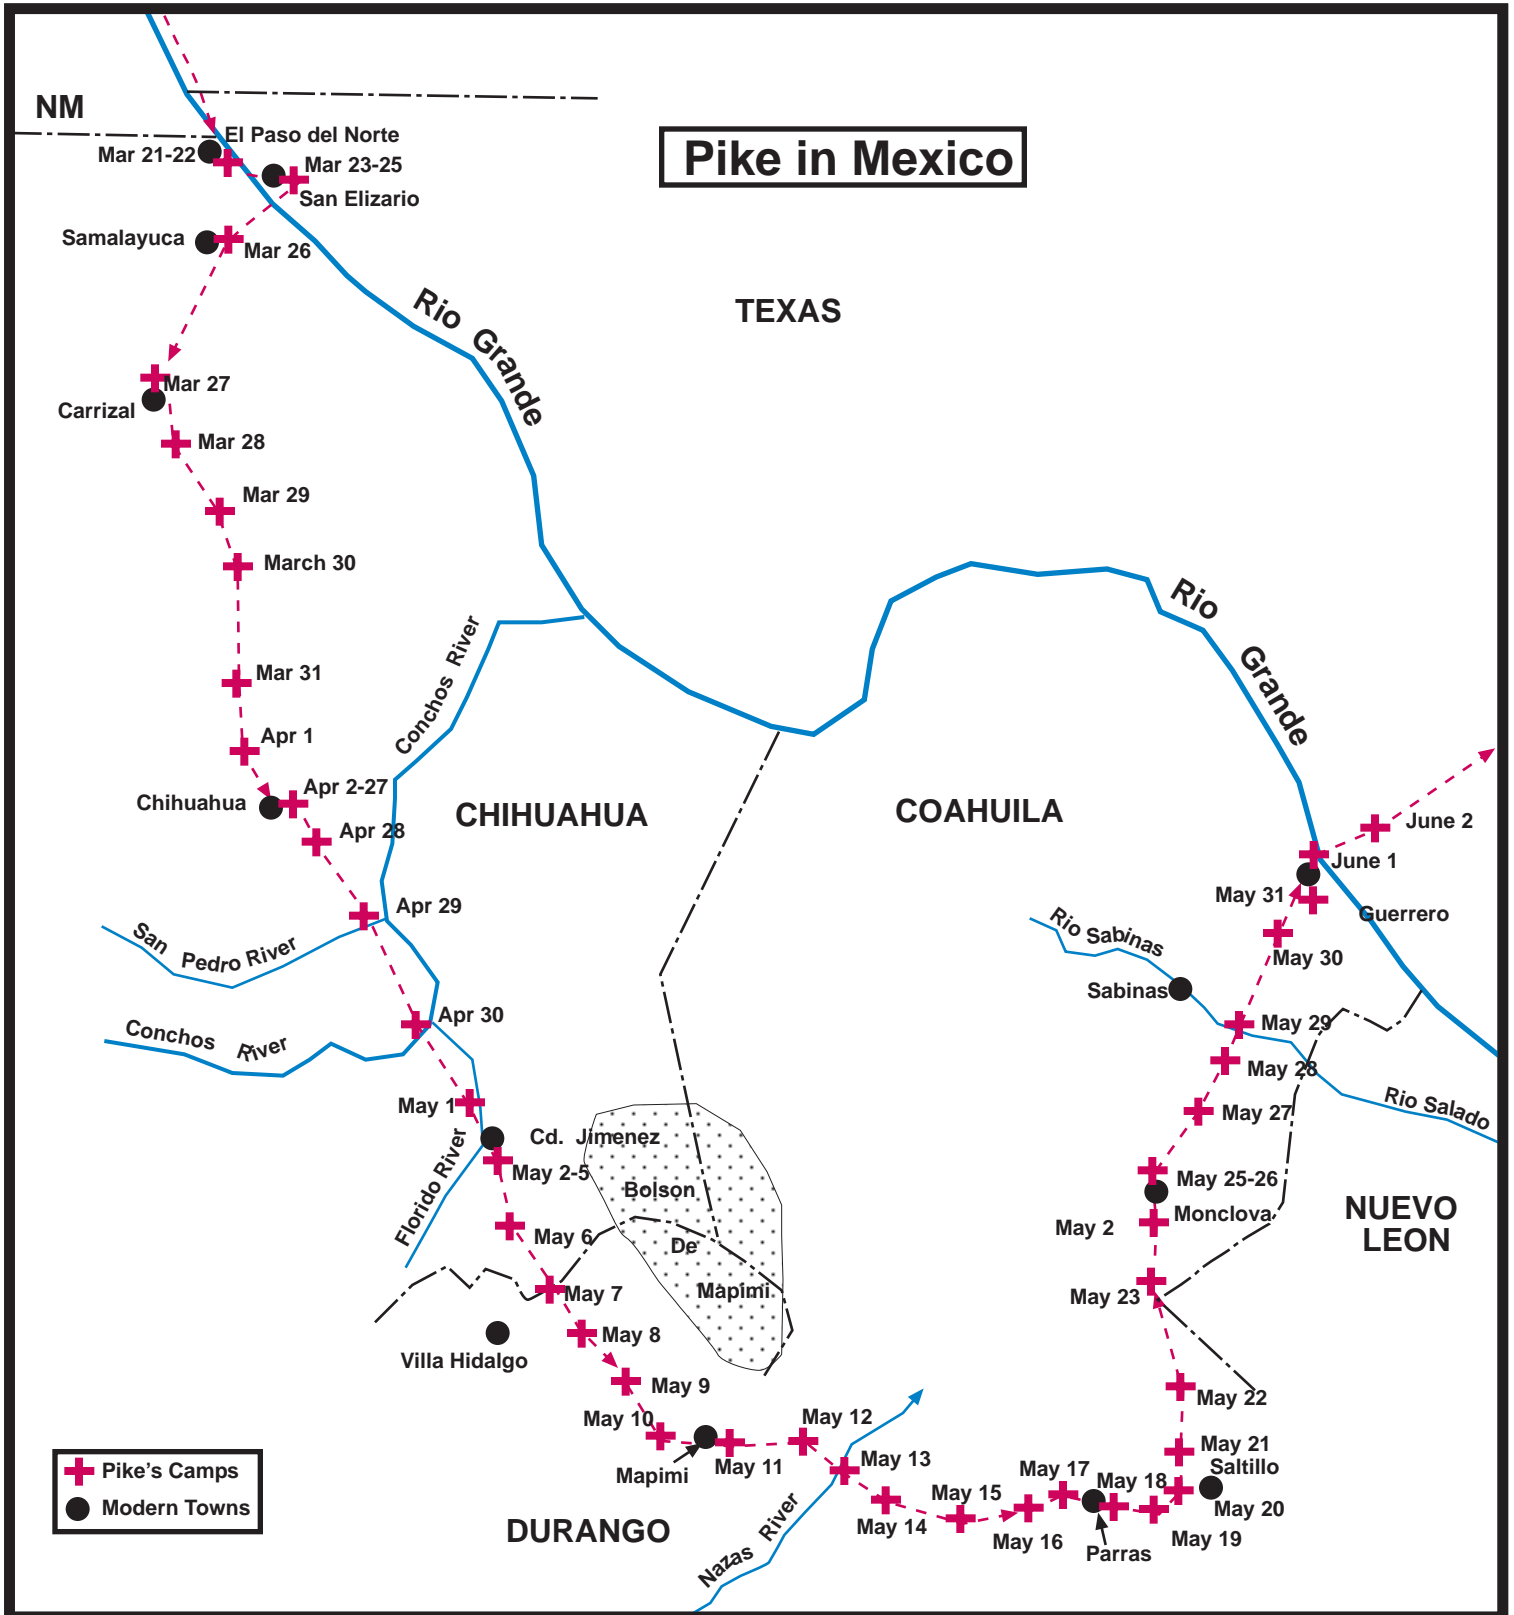 NM
El Paso del Norte
Mar 21-22
Mar 23-25
San Elizario
Pike in Mexico
Samalayuca
Mar 26
TEXAS
Rio Grande
Mar 27
Carrizal
Mar 28
Mar 29
March 30
Conchos River
Mar 31
Apr 1
Chihuahua
Apr 2-27
Apr 28
CHIHUAHUA
COAHUILA
Rio Grande
June 2
June 1
May 31
Guerrero
May 30
Apr 29
San Pedro River
Rio Sabinas
Sabinas
Apr 30
Conchos River
May 29
May 28
May 27
Rio Salado
May 1
Cd. Jimenez
May 2-5
Florido River
Bolson
De
Mapimi
May 25-26
Monclova
May 2
May 23
NUEVO
LEON
May 6
May 7
May 8
Villa Hidalgo
May 9
May 10
Mapimi
May 11
May 12
May 13
May 14
May 15
May 16
May 17
May 18
Parras
May 19
May 20
Saltillo
May 21
May 22
Nazas River
DURANGO
Pike's Camps
Modern Towns